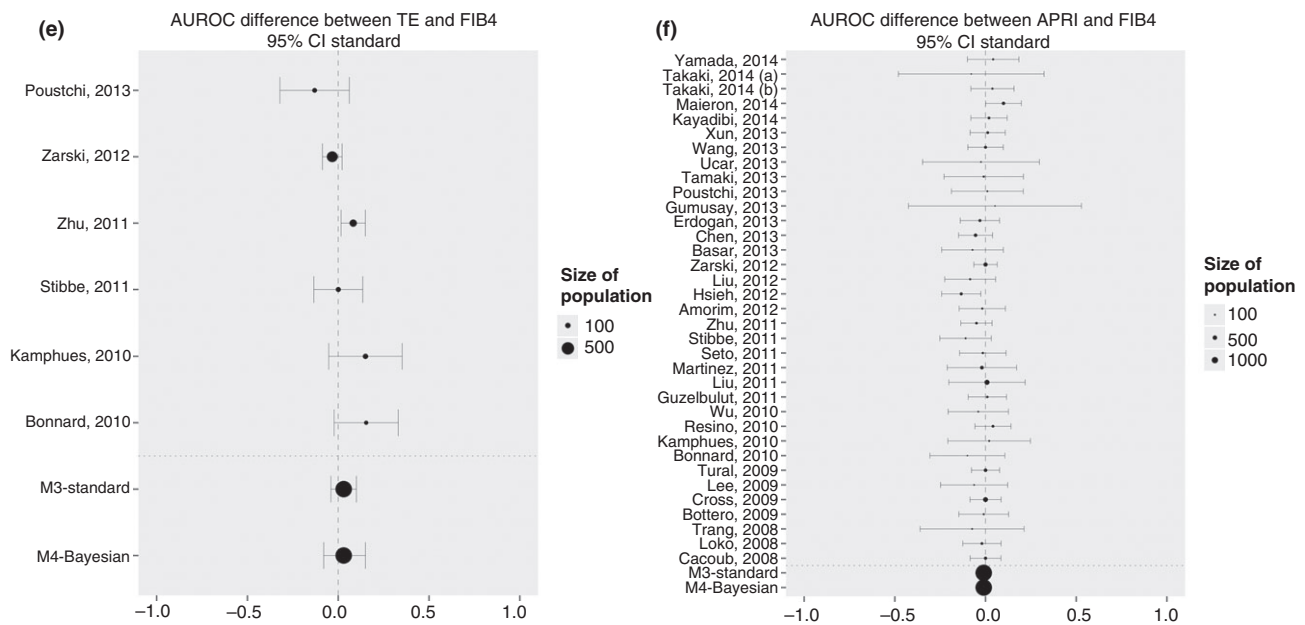 (e)
AUROC difference between TE and FIB4
95% CI standard
Poustchi, 2013
Zarski, 2012
Zhu, 2011
Stibbe, 2011
Kamphues, 2010
Bonnard, 2010
M3-standard
M4-Bayesian
−1.0
−0.5
0.0
0.5
1.0
Size of
population
100
500
(f)
AUROC difference between APRI and FIB4
95% CI standard
Yamada, 2014
Takaki, 2014 (a)
Takaki, 2014 (b)
Maieron, 2014
Kayadibi, 2014
Xun, 2013
Wang, 2013
Ucar, 2013
Tamaki, 2013
Poustchi, 2013
Gumusay, 2013
Erdogan, 2013
Chen, 2013
Basar, 2013
Zarski, 2012
Liu, 2012
Hsieh, 2012
Amorim, 2012
Zhu, 2011
Stibbe, 2011
Seto, 2011
Martinez, 2011
Liu, 2011
Guzelbulut, 2011
Wu, 2010
Resino, 2010
Kamphues, 2010
Bonnard, 2010
Tural, 2009
Lee, 2009
Cross, 2009
Bottero, 2009
Trang, 2008
Loko, 2008
Cacoub, 2008
M3-standard
M4-Bayesian
−1.0
−0.5
0.0
0.5
1.0
Size of
population
100
500
1000